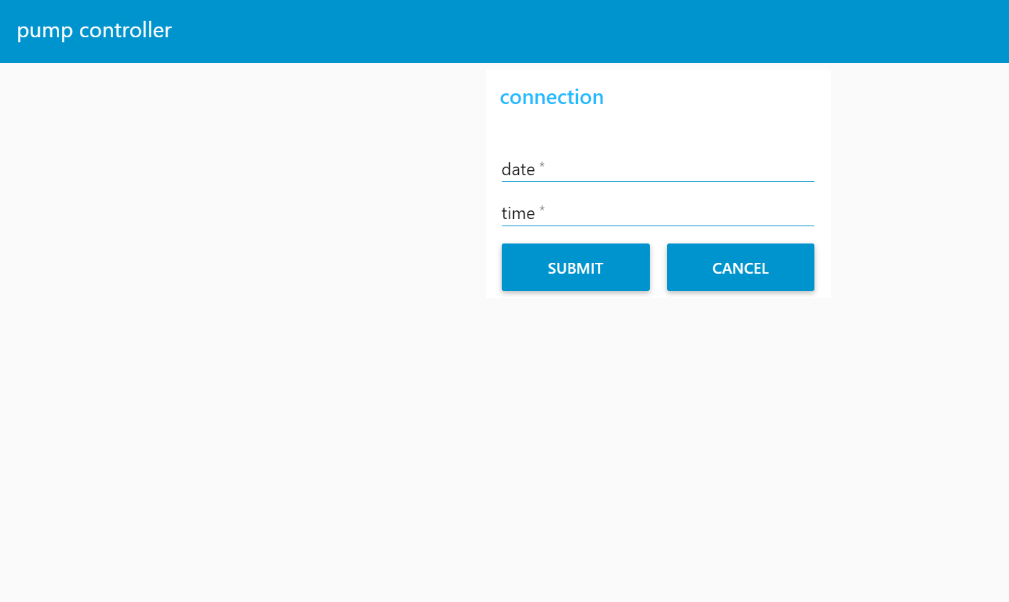 pump controller
connection
date *
time *
SUBMIT CANCEL